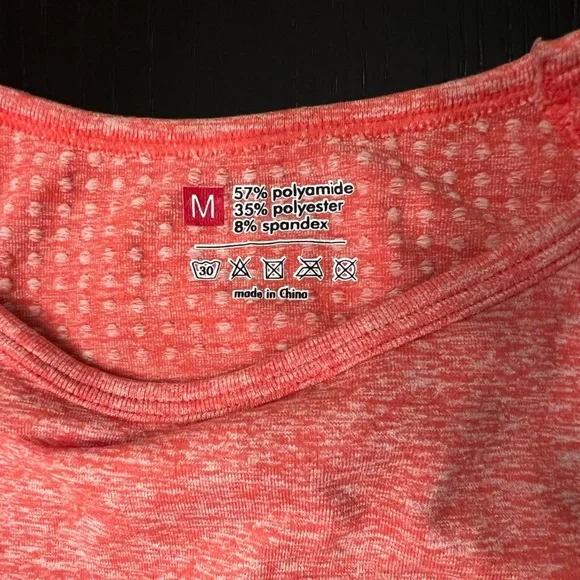 M
57% polyamide
35% polyester
8% spandex
30
made in China